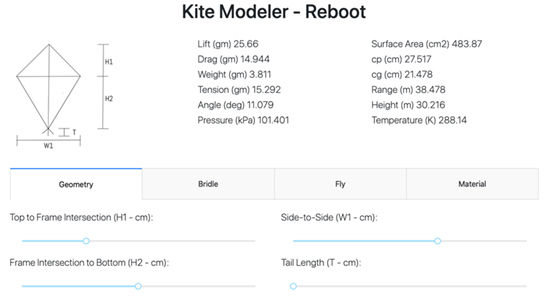 Kite Modeler - Reboot
Lift (gm) 25.66
Drag (gm) 14.944
Weight (gm) 3.811
Tension (gm) 15.292
Angle (deg) 11.079
Pressure (kPa) 101.401
Surface Area (cm2) 483.87
cp (cm) 27.517
cg (cm) 21.478
Range (m) 38.478
Height (m) 30.216
Temperature (K) 288.14
H1
H2
T
W1
Geometry
Bridle
Fly
Material
Top to Frame Intersection (H1 - cm):
Side-to-Side (W1 - cm):
Frame Intersection to Bottom (H2 - cm):
Tail Length (T - cm):